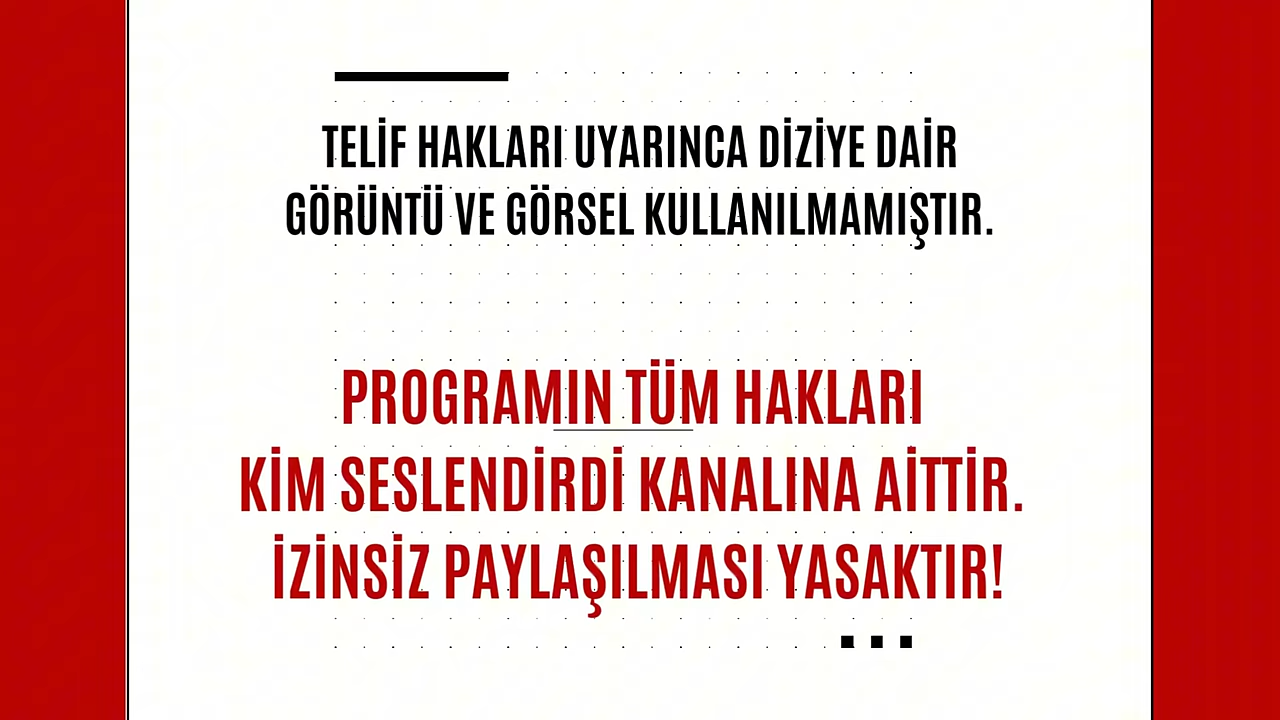 TELİF HAKLARI UYARINCA DİZİYE DAİR
GÖRÜNTÜ VE GÖRSEL KULLANILMAMIŞTIR.
PROGRAMIN TÜM HAKLARI
KİM SESLENDİRDİ KANALINA AİTTİR.
İZİNSİZ PAYLAŞILMASI YASAKTIR!